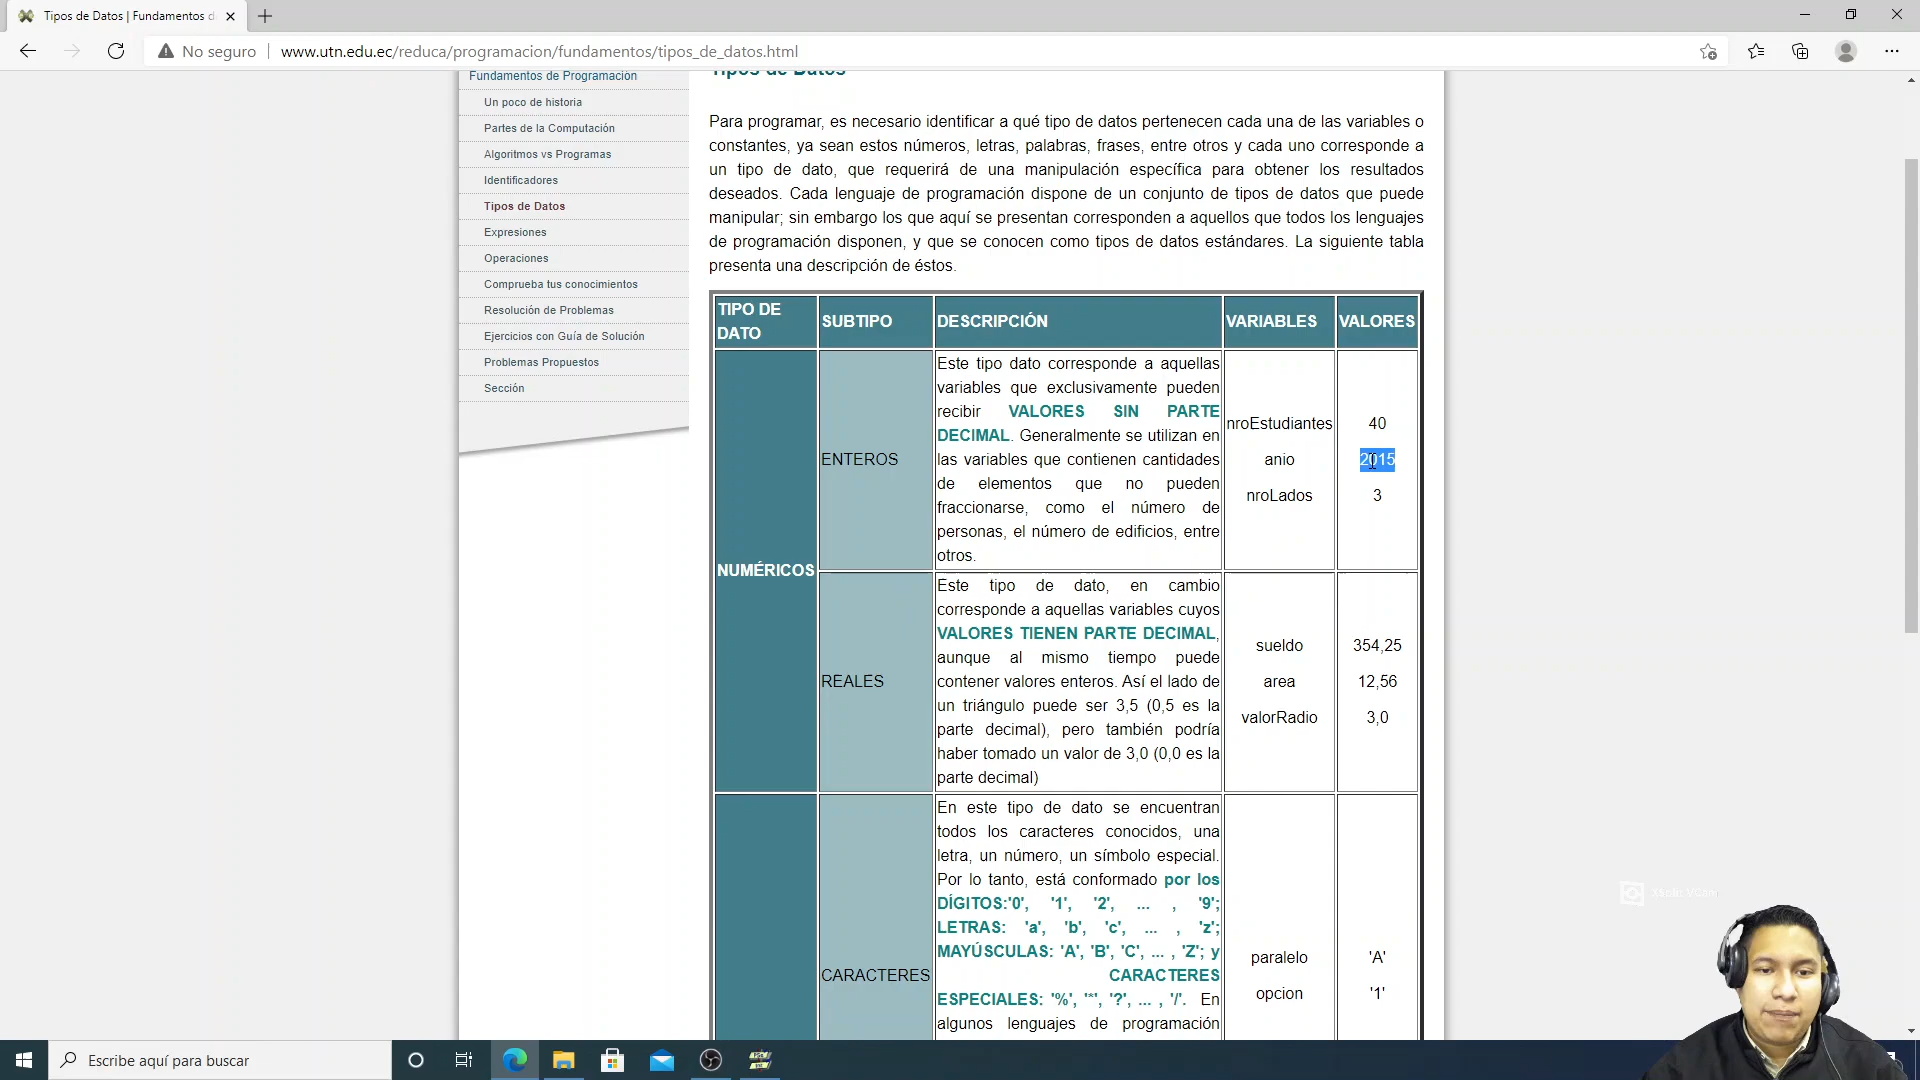 Tipos de Datos | Fundamentos d
No seguro
www.utn.edu.ec/reduca/programacion/fundamentos/tipos_de_datos.html
Fundamentos de Programación
Un poco de historia
Partes de la Computación
Algoritmos vs Programas
Identificadores
Tipos de Datos
Expresiones
Operaciones
Comprueba tus conocimientos
Resolución de Problemas
Ejercicios con Guía de Solución
Problemas Propuestos
Sección
Tipos de Datos
Para programar, es necesario identificar a qué tipo de datos pertenecen cada una de las variables o
constantes, ya sean estos números, letras, palabras, frases, entre otros y cada uno corresponde a
un tipo de dato, que requerirá de una manipulación específica para obtener los resultados
deseados. Cada lenguaje de programación dispone de un conjunto de tipos de datos que puede
manipular; sin embargo los que aquí se presentan corresponden a aquellos que todos los lenguajes
de programación disponen, y que se conocen como tipos de datos estándares. La siguiente tabla
presenta una descripción de éstos.
TIPO DE
DATO
SUBTIPO
DESCRIPCIÓN
VARIABLES
VALORES
NUMÉRICOS
ENTEROS
Este tipo dato corresponde a aquellas
variables que exclusivamente pueden
recibir VALORES SIN PARTE
DECIMAL. Generalmente se utilizan en
las variables que contienen cantidades
de elementos que no pueden
fraccionarse, como el número de
personas, el número de edificios, entre
otros.
nroEstudiantes
anio
nroLados
40
2015
3
REALES
Este tipo de dato, en cambio
corresponde a aquellas variables cuyos
VALORES TIENEN PARTE DECIMAL,
aunque al mismo tiempo puede
contener valores enteros. Así el lado de
un triángulo puede ser 3,5 (0,5 es la
parte decimal), pero también podría
haber tomado un valor de 3,0 (0,0 es la
parte decimal)
sueldo
area
valorRadio
354,25
12,56
3,0
CARACTERES
En este tipo de dato se encuentran
todos los caracteres conocidos, una
letra, un número, un símbolo especial.
Por lo tanto, está conformado por los
DÍGITOS:'0', '1', '2', ... , '9';
LETRAS: 'a', 'b', 'c', ... , 'z';
MAYÚSCULAS: 'A', 'B', 'C', ... , 'Z'; y
CARACTERES
ESPECIALES: '%', '*', '?', ... , '/'. En
algunos lenguajes de programación
paralelo
opcion
'A'
'1'
XSplit VCam
Escribe aquí para buscar